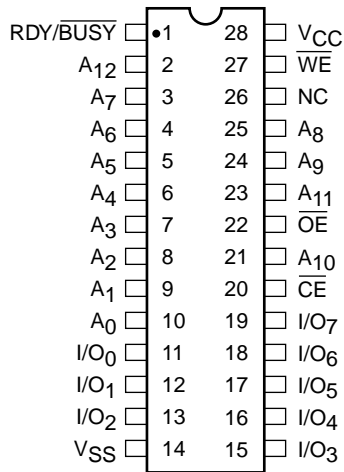 RDY/BUSY 1 28 VCC
A12 2 27 WE
A7 3 26 NC
A6 4 25 A8
A5 5 24 A9
A4 6 23 A11
A3 7 22 OE
A2 8 21 A10
A1 9 20 CE
A0 10 19 I/O7
I/O0 11 18 I/O6
I/O1 12 17 I/O5
I/O2 13 16 I/O4
VSS 14 15 I/O3